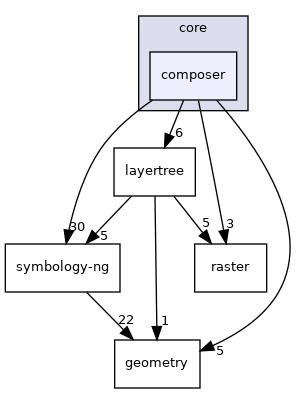 core
composer
6
layertree
30
5
5
3
symbology-ng
raster
22
1
5
geometry